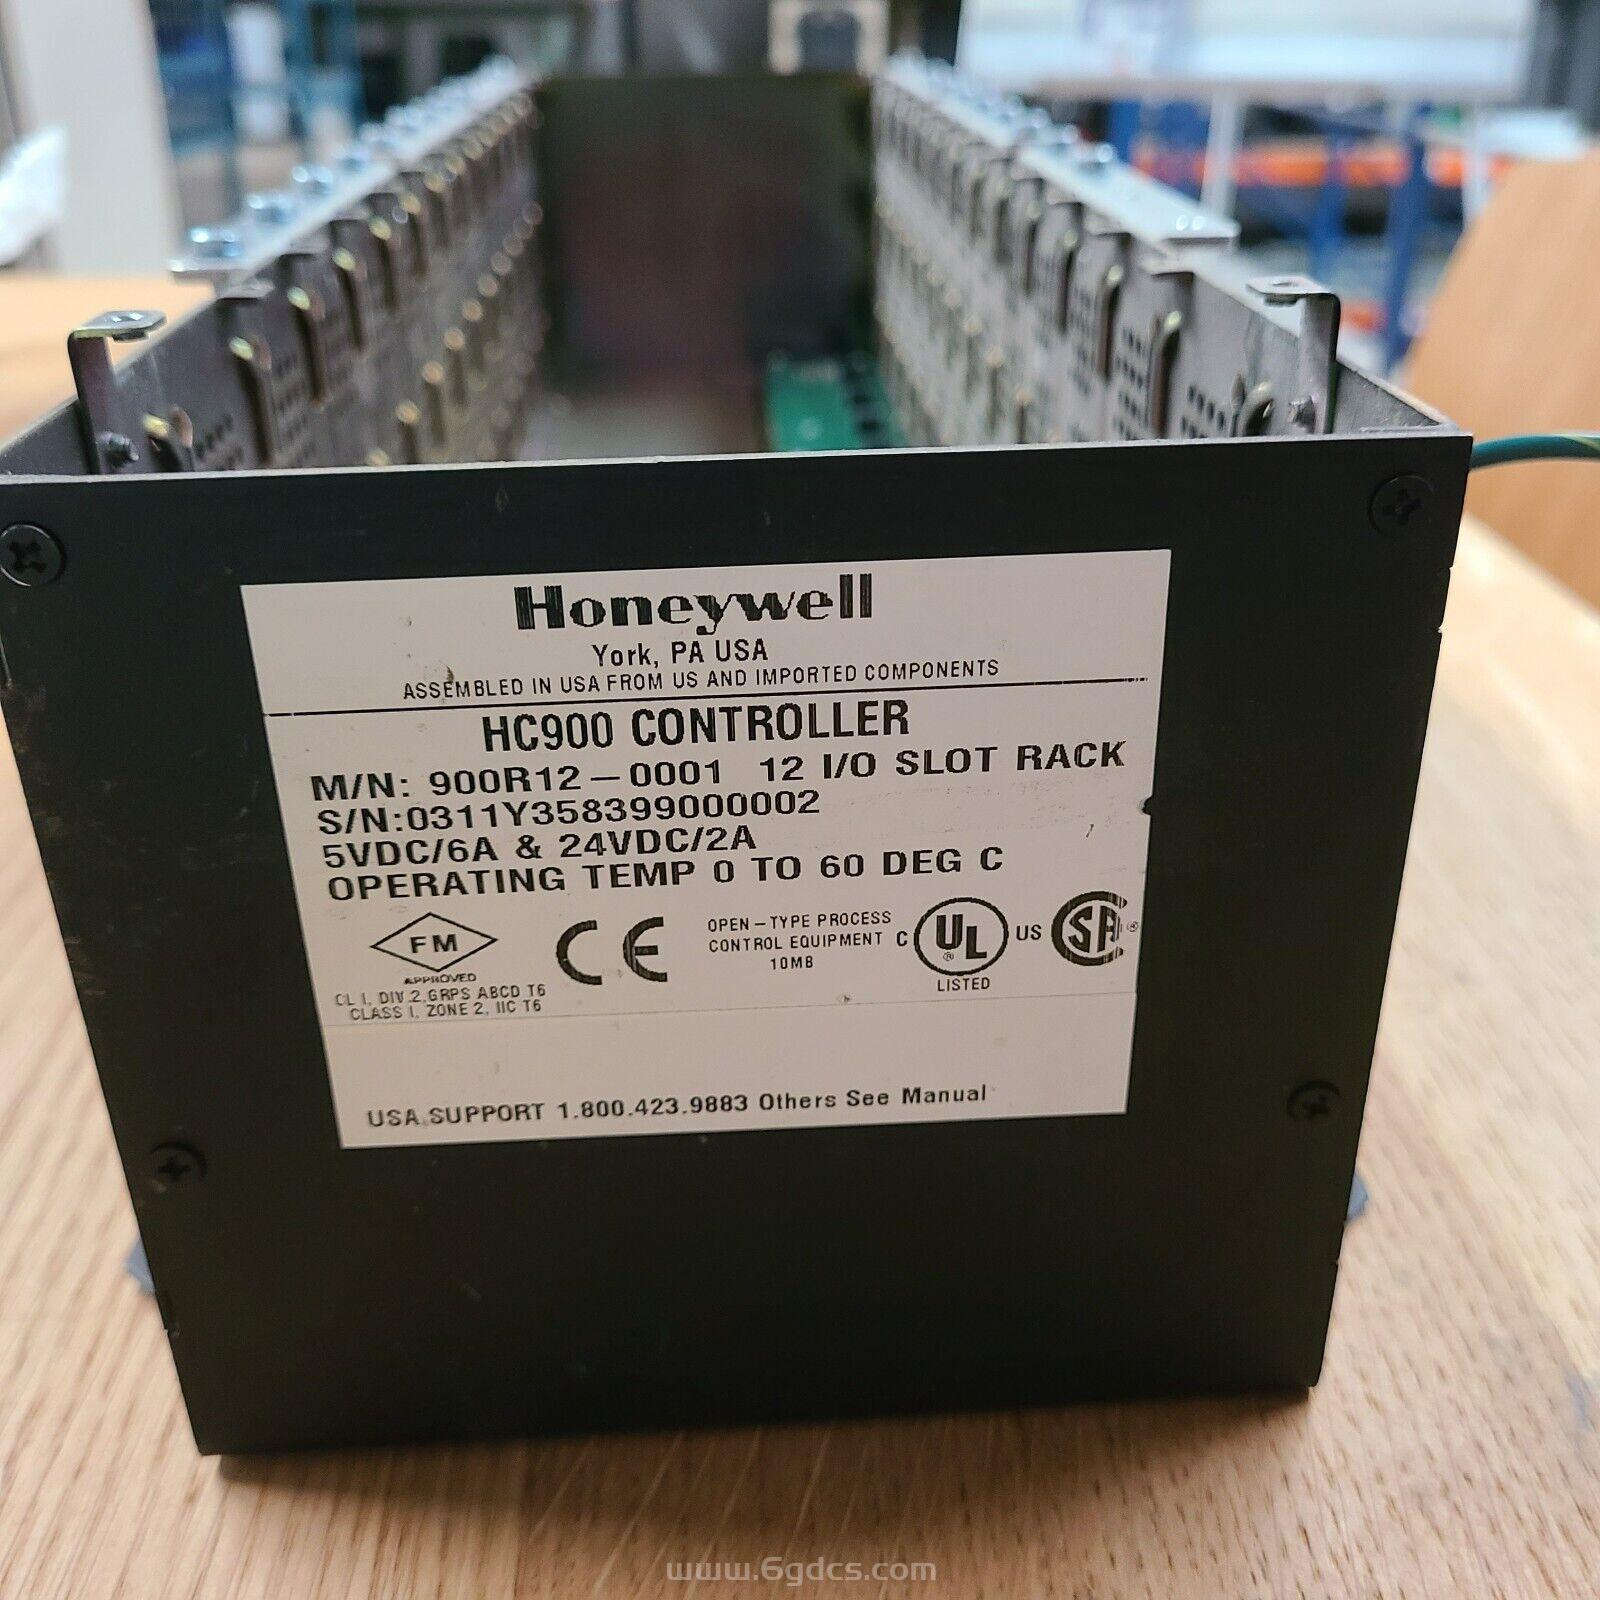 Honeywell
York, PA USA
ASSEMBLED IN USA FROM US AND IMPORTED COMPONENTS
HC900 CONTROLLER
M/N: 900R12-0001 12 I/O SLOT RACK
S/N:0311Y358399000002
5VDC/6A & 24VDC/2A
OPERATING TEMP 0 TO 60 DEG C
FM
APPROVED
CL I, DIV 2,GRPS ABCD T6
CLASS I, ZONE 2, IIC T6
CE
OPEN-TYPE PROCESS
CONTROL EQUIPMENT
10MB
C UL ® US
LISTED
SA ®
USA SUPPORT 1.800.423.9883 Others See Manual
www.6gdcs.com